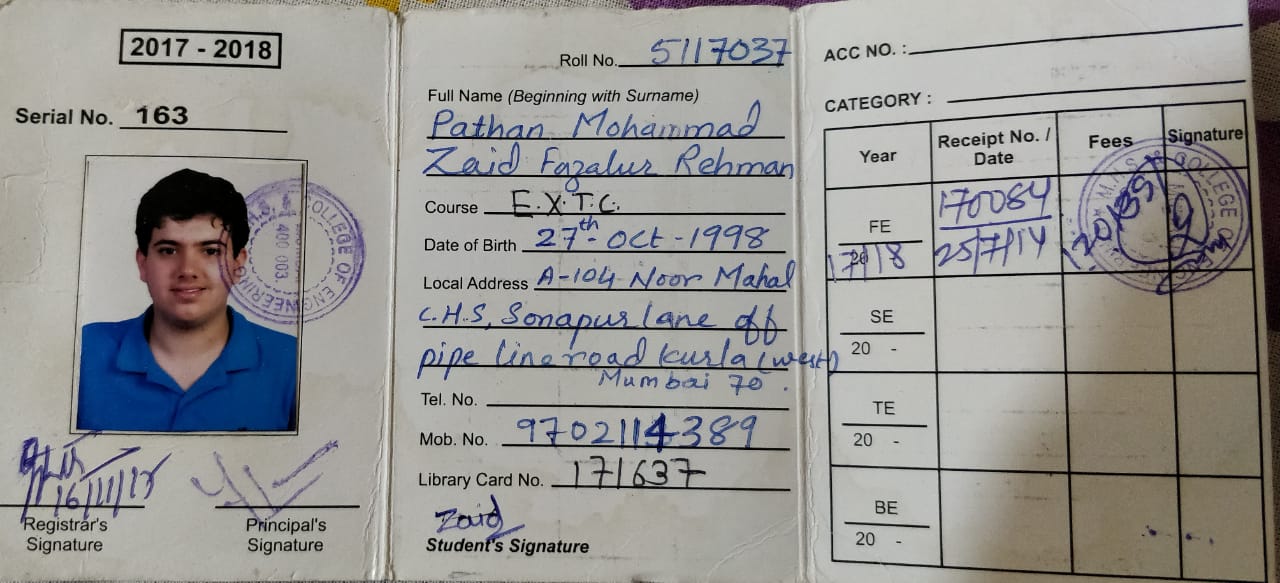 2017 - 2018
Serial No. 163
COLLEGE OF ENGINEERING
400 003
16/11/17
Registrar's
Signature
Principal's
Signature
Roll No. 5117037
Full Name (Beginning with Surname)
Pathan Mohammad
Zaid Fazalur Rehman
Course E.X.T.C.
Date of Birth 27th Oct - 1998
Local Address A-104 Noor Mahal
C.H.S, Sonapur lane off
pipe line road Kurla (west)
Mumbai 70.
Tel. No.
Mob. No. 9702114389
Library Card No. 171637
Zaid
Student's Signature
ACC NO. :
CATEGORY :
Year Receipt No. / Date Fees Signature
FE 170084
17/18 25/7/17
SE
20 -
TE
20 -
BE
20 -